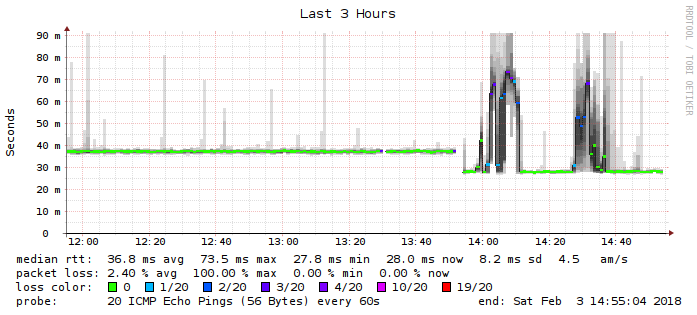 Last 3 Hours
RRDTOOL / TOBI OETIKER
Seconds
90 m
80 m
70 m
60 m
50 m
40 m
30 m
20 m
10 m
0
12:00 12:20 12:40 13:00 13:20 13:40 14:00 14:20 14:40
median rtt: 36.8 ms avg 73.5 ms max 27.8 ms min 28.0 ms now 8.2 ms sd 4.5 am/s
packet loss: 2.40 % avg 100.00 % max 0.00 % min 0.00 % now
loss color: 0 1/20 2/20 3/20 4/20 10/20 19/20
probe: 20 ICMP Echo Pings (56 Bytes) every 60s end: Sat Feb 3 14:55:04 2018